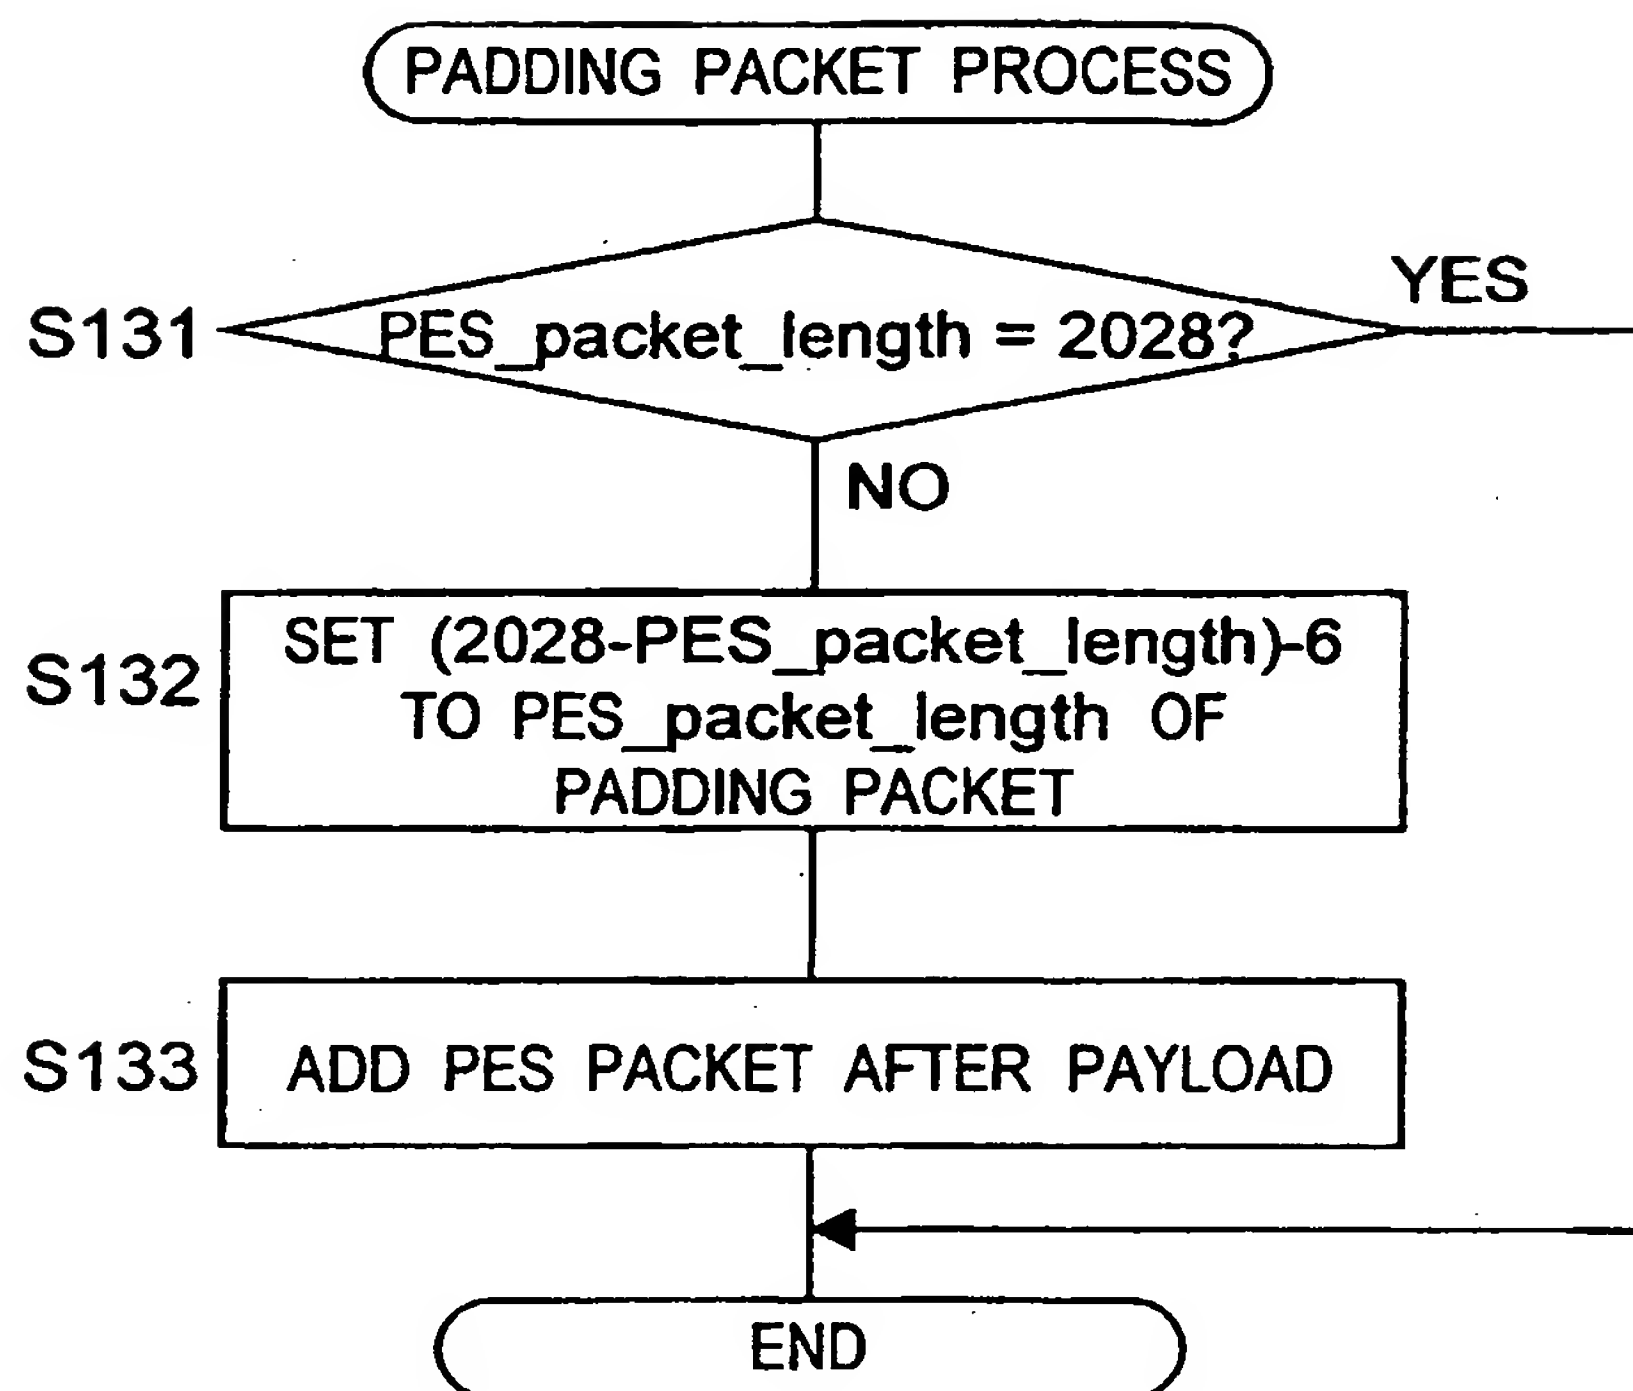 PADDING PACKET PROCESS
YES
S131
PES_packet_length = 2028?
NO
S132
SET (2028-PES_packet_length)-6
TO PES_packet_length OF
PADDING PACKET
S133
ADD PES PACKET AFTER PAYLOAD
END